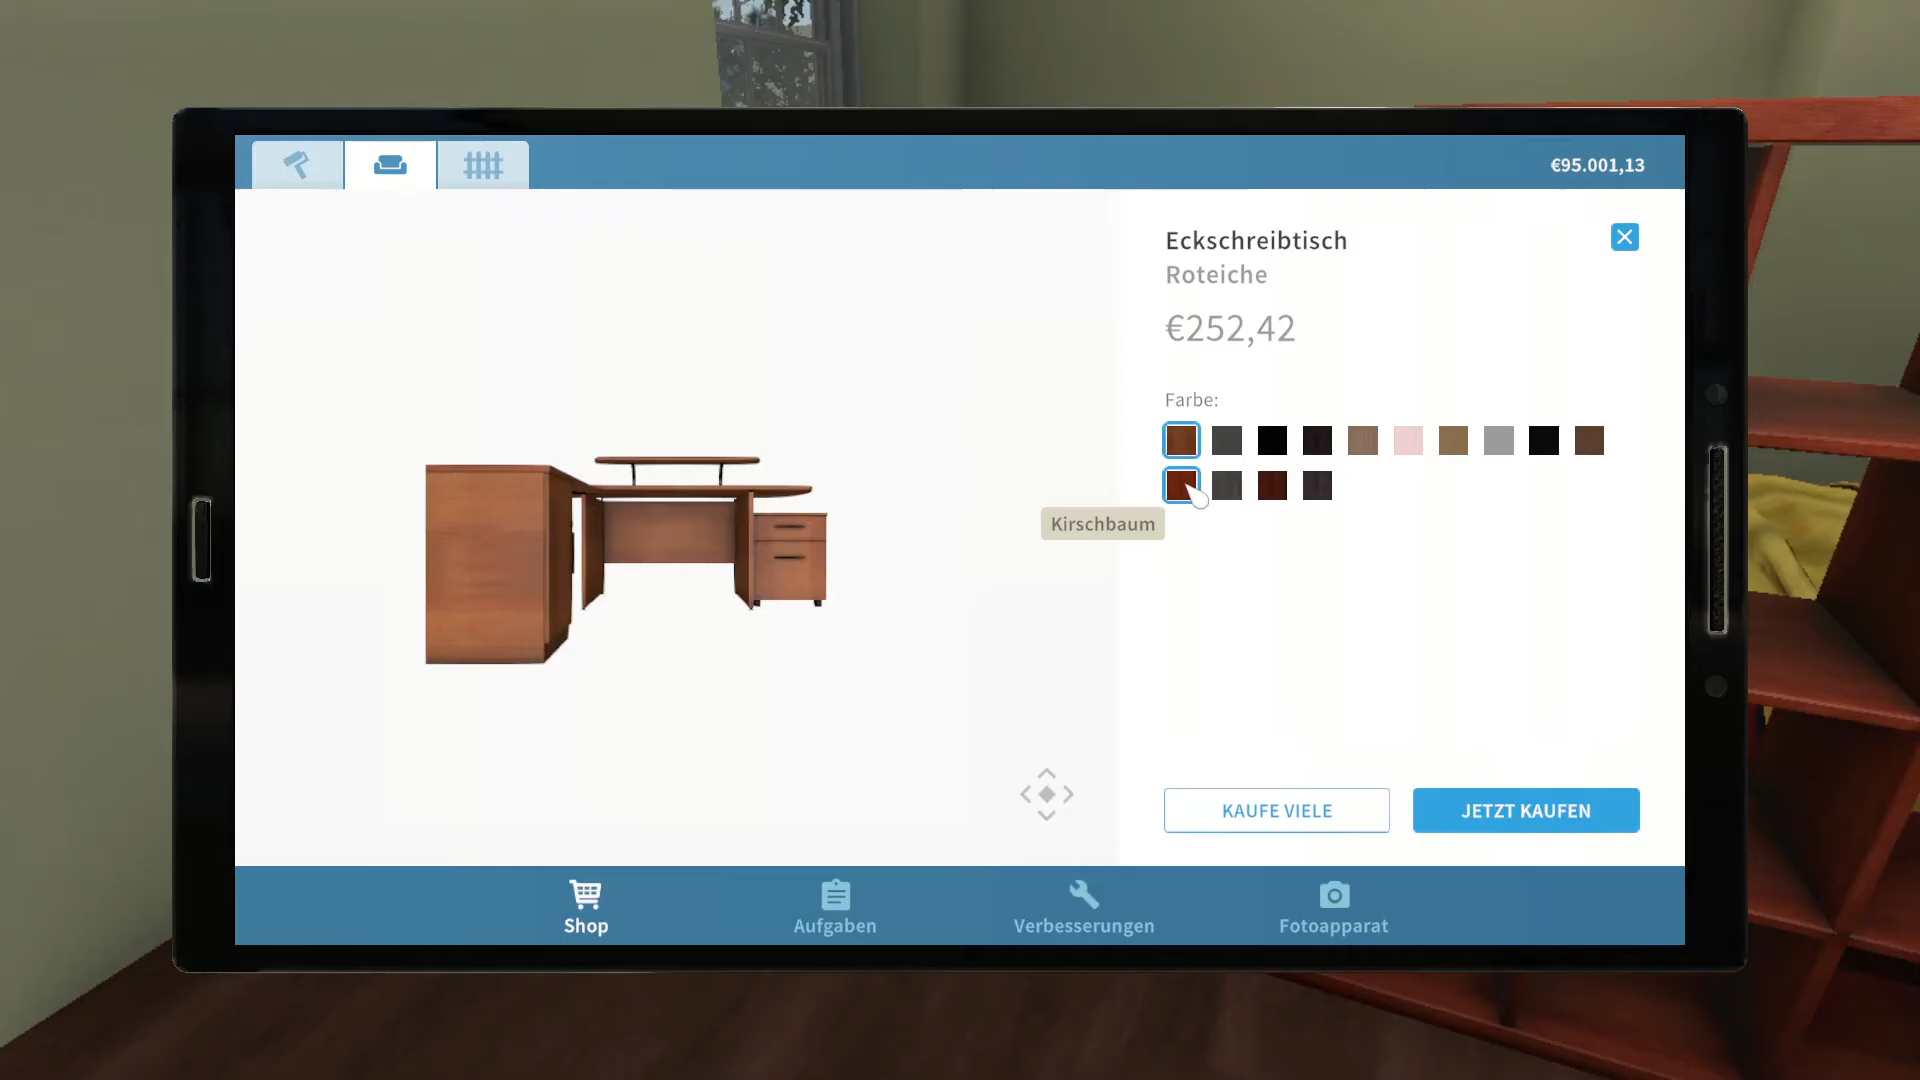 €95.001,13
Eckschreibtisch
Roteiche
€252,42
Farbe:
Kirschbaum
KAUFE VIELE
JETZT KAUFEN
Shop
Aufgaben
Verbesserungen
Fotoapparat